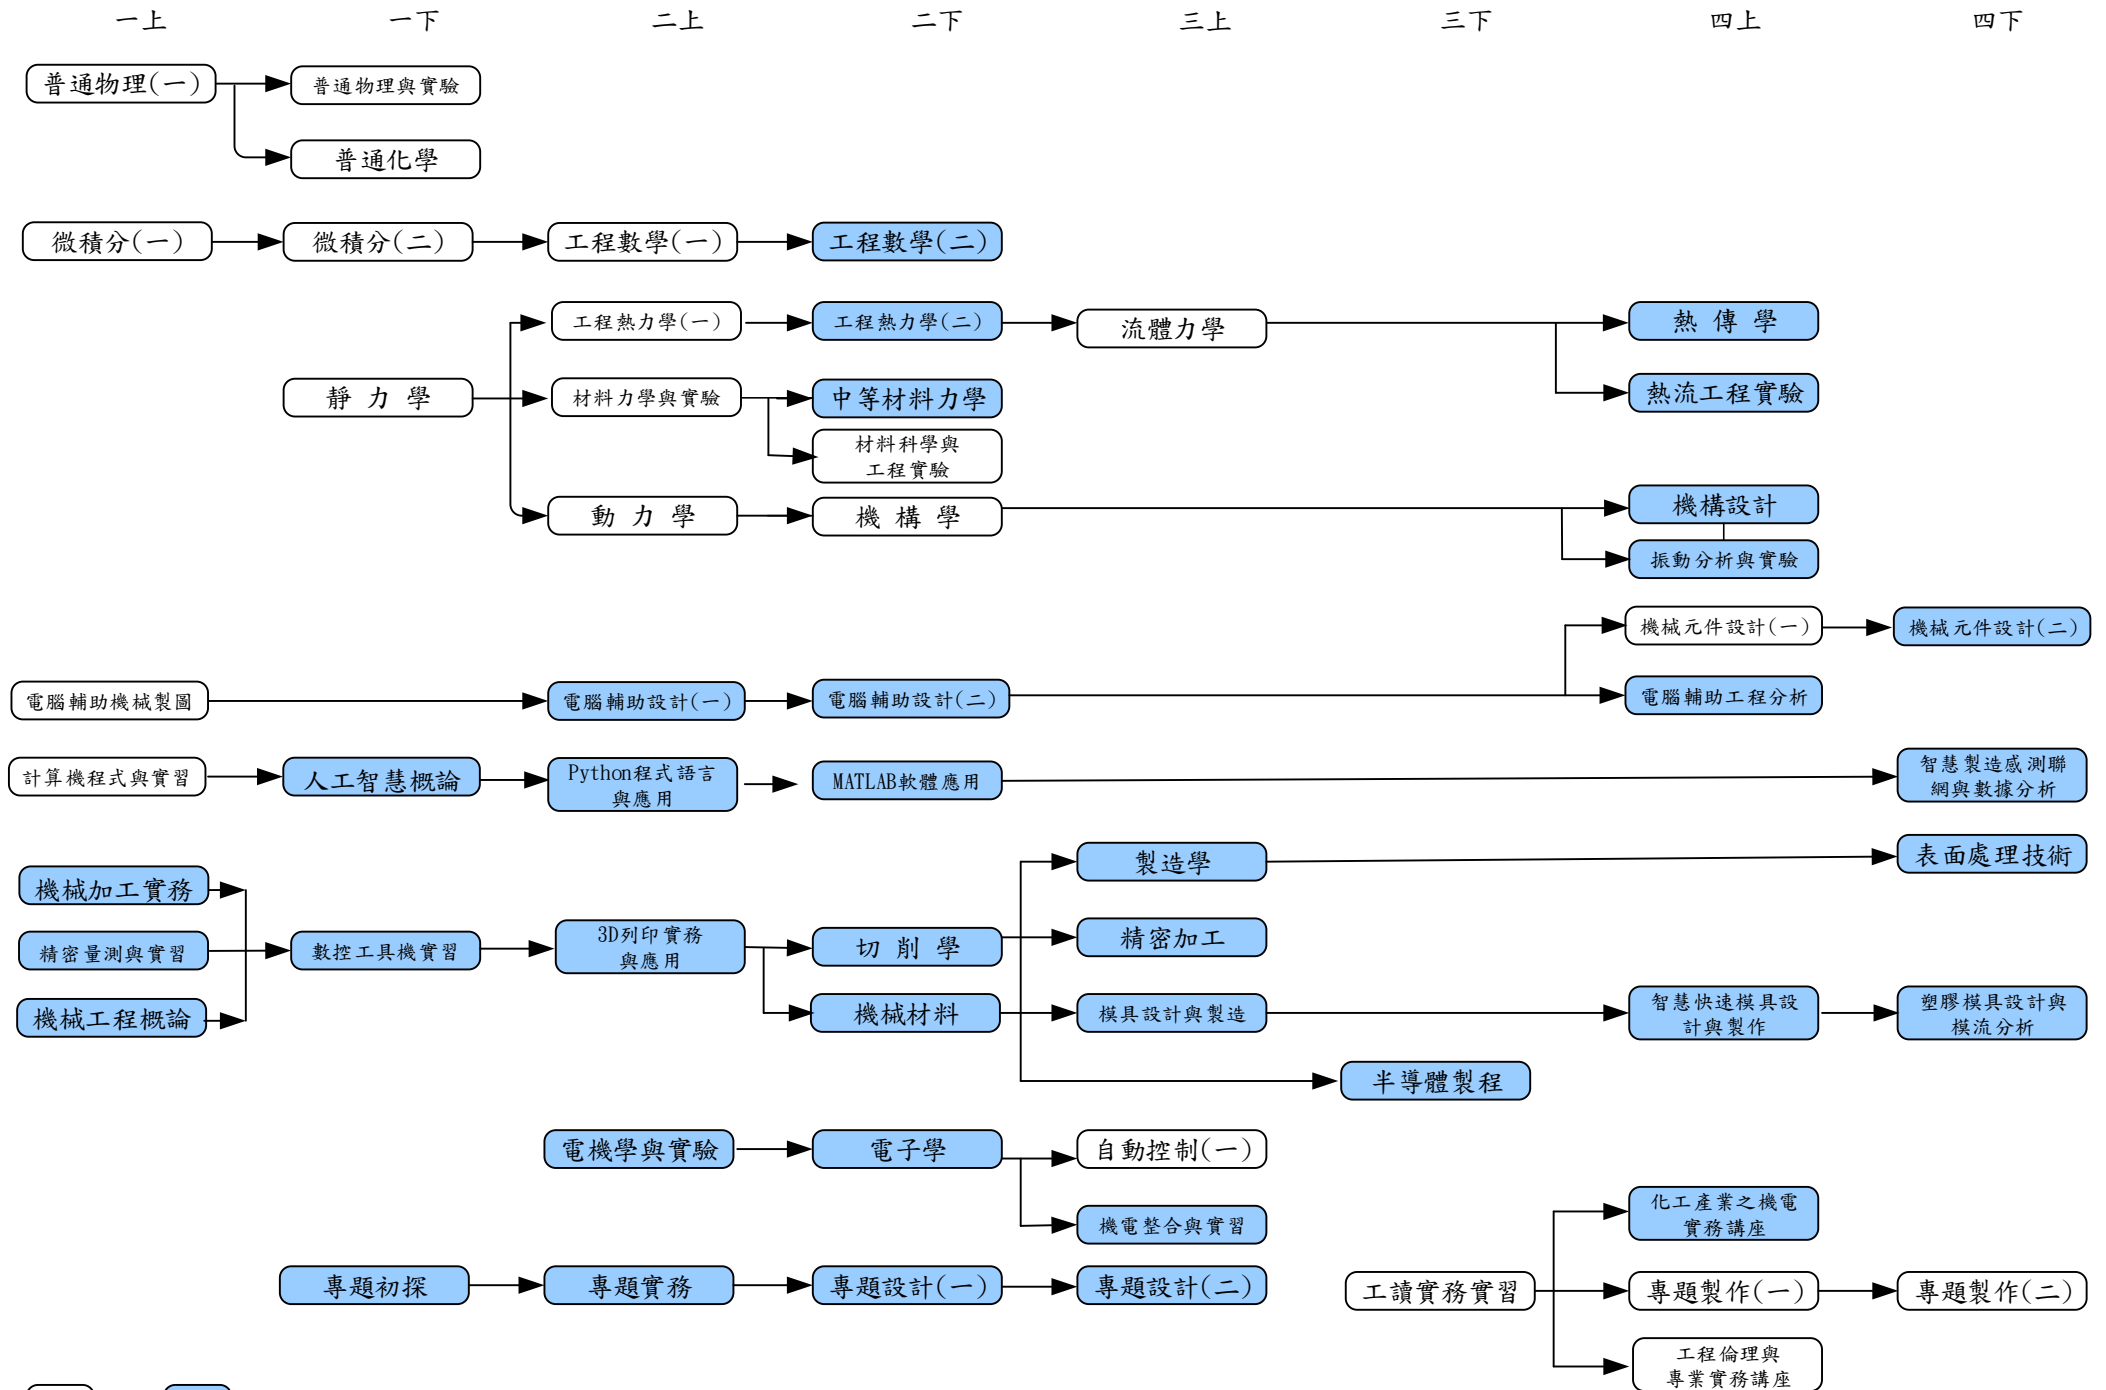 一上
一下
二上
二下
三上
三下
四上
四下
普通物理(一)
普通物理與實驗
普通化學
微積分(一)
微積分(二)
工程數學(一)
工程數學(二)
工程熱力學(一)
工程熱力學(二)
流體力學
熱 傳 學
靜 力 學
材料力學與實驗
中等材料力學
熱流工程實驗
材料科學與
工程實驗
動 力 學
機 構 學
機構設計
振動分析與實驗
機械元件設計(一)
機械元件設計(二)
電腦輔助機械製圖
電腦輔助設計(一)
電腦輔助設計(二)
電腦輔助工程分析
計算機程式與實習
人工智慧概論
Python程式語言
與應用
MATLAB軟體應用
智慧製造感測聯
網與數據分析
製造學
表面處理技術
機械加工實務
精密量測與實習
數控工具機實習
3D列印實務
與應用
切 削 學
精密加工
機械工程概論
機械材料
模具設計與製造
智慧快速模具設
計與製作
塑膠模具設計與
模流分析
半導體製程
電機學與實驗
電子學
自動控制(一)
機電整合與實習
化工產業之機電
實務講座
專題初探
專題實務
專題設計(一)
專題設計(二)
工讀實務實習
專題製作(一)
專題製作(二)
工程倫理與
專業實務講座